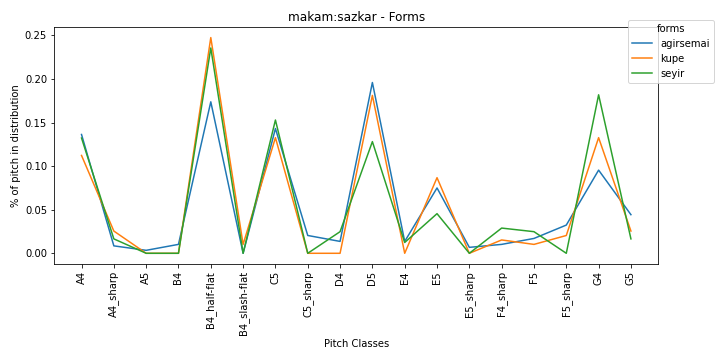 makam:sazkar - Forms
forms
agirsemai
kupe
seyir
% of pitch in distribution
0.25
0.20
0.15
0.10
0.05
0.00
A4
A4_sharp
A5
B4
B4_half-flat
B4_slash-flat
C5
C5_sharp
D4
D5
E4
E5
E5_sharp
F4_sharp
F5
F5_sharp
G4
G5
Pitch Classes